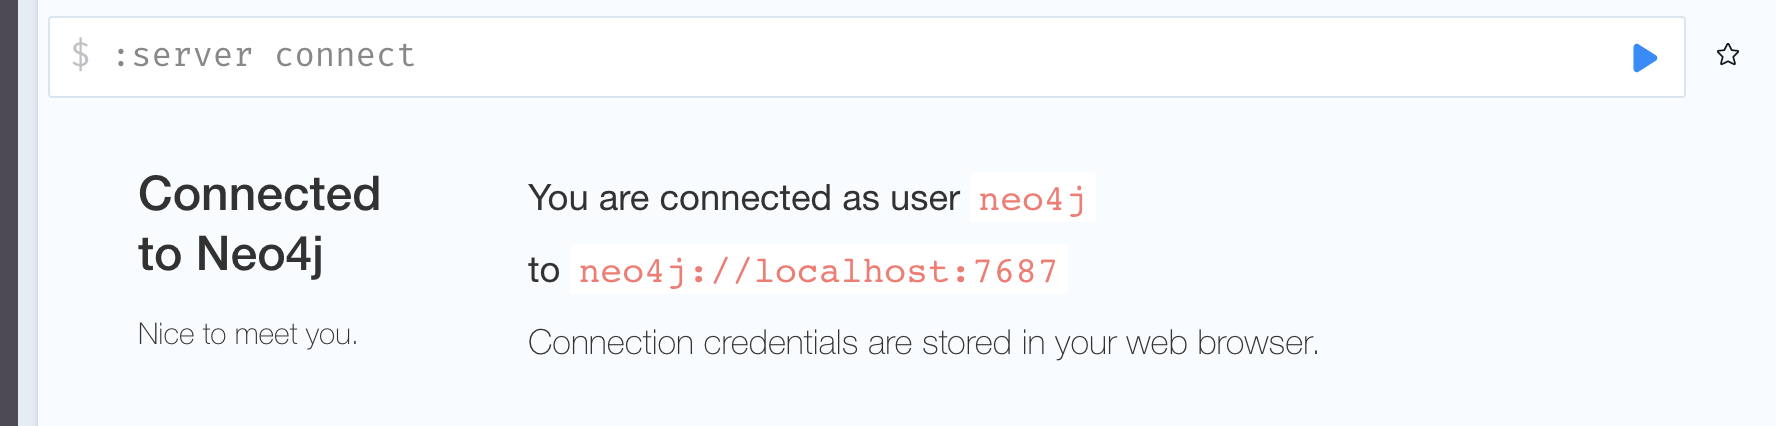 $ :server connect
Connected
to Neo4j
Nice to meet you.
You are connected as user neo4j
to neo4j://localhost:7687
Connection credentials are stored in your web browser.